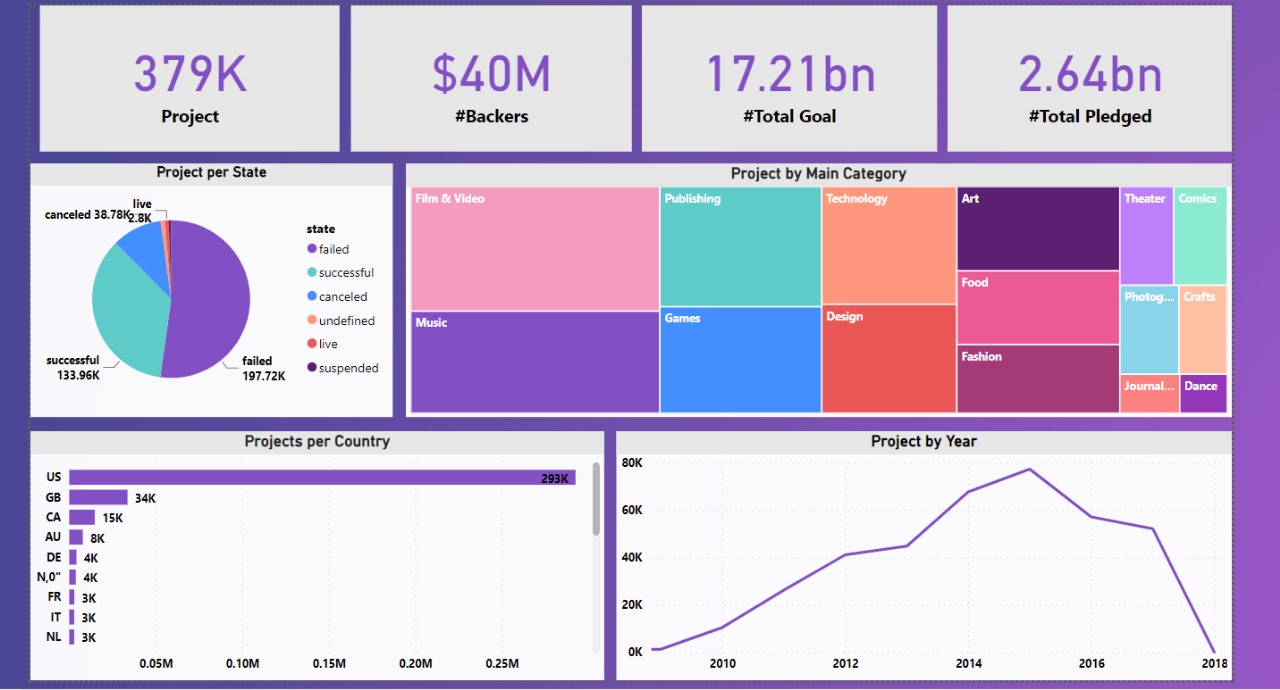 379K
Project
$40M
#Backers
17.21bn
#Total Goal
2.64bn
#Total Pledged
Project per State
live
2.8K
canceled 38.78K
successful
133.96K
failed
197.72K
state
failed
successful
canceled
undefined
live
suspended
Project by Main Category
Film & Video
Music
Publishing
Games
Technology
Design
Art
Food
Fashion
Theater
Comics
Photog...
Crafts
Journal...
Dance
Projects per Country
US
293K
GB
34K
CA
15K
AU
8K
DE
4K
N,0"
4K
FR
3K
IT
3K
NL
3K
0.05M
0.10M
0.15M
0.20M
0.25M
Project by Year
80K
60K
40K
20K
0K
2010
2012
2014
2016
2018